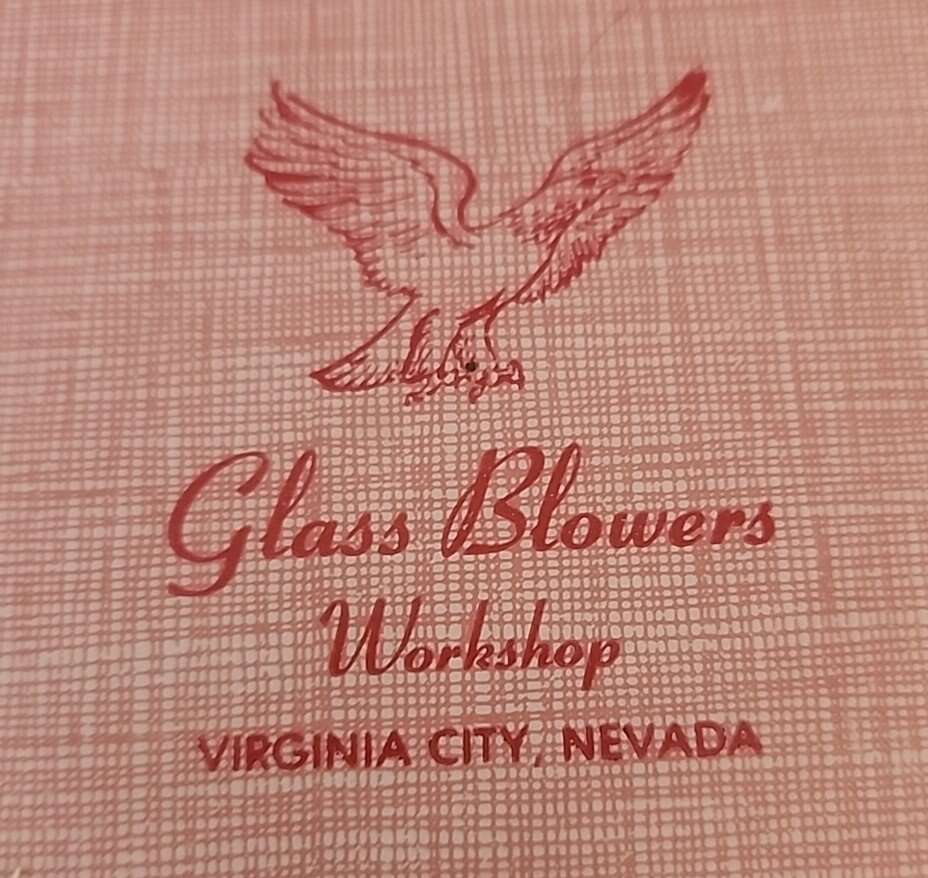 Glass Blowers
Workshop
VIRGINIA CITY, NEVADA